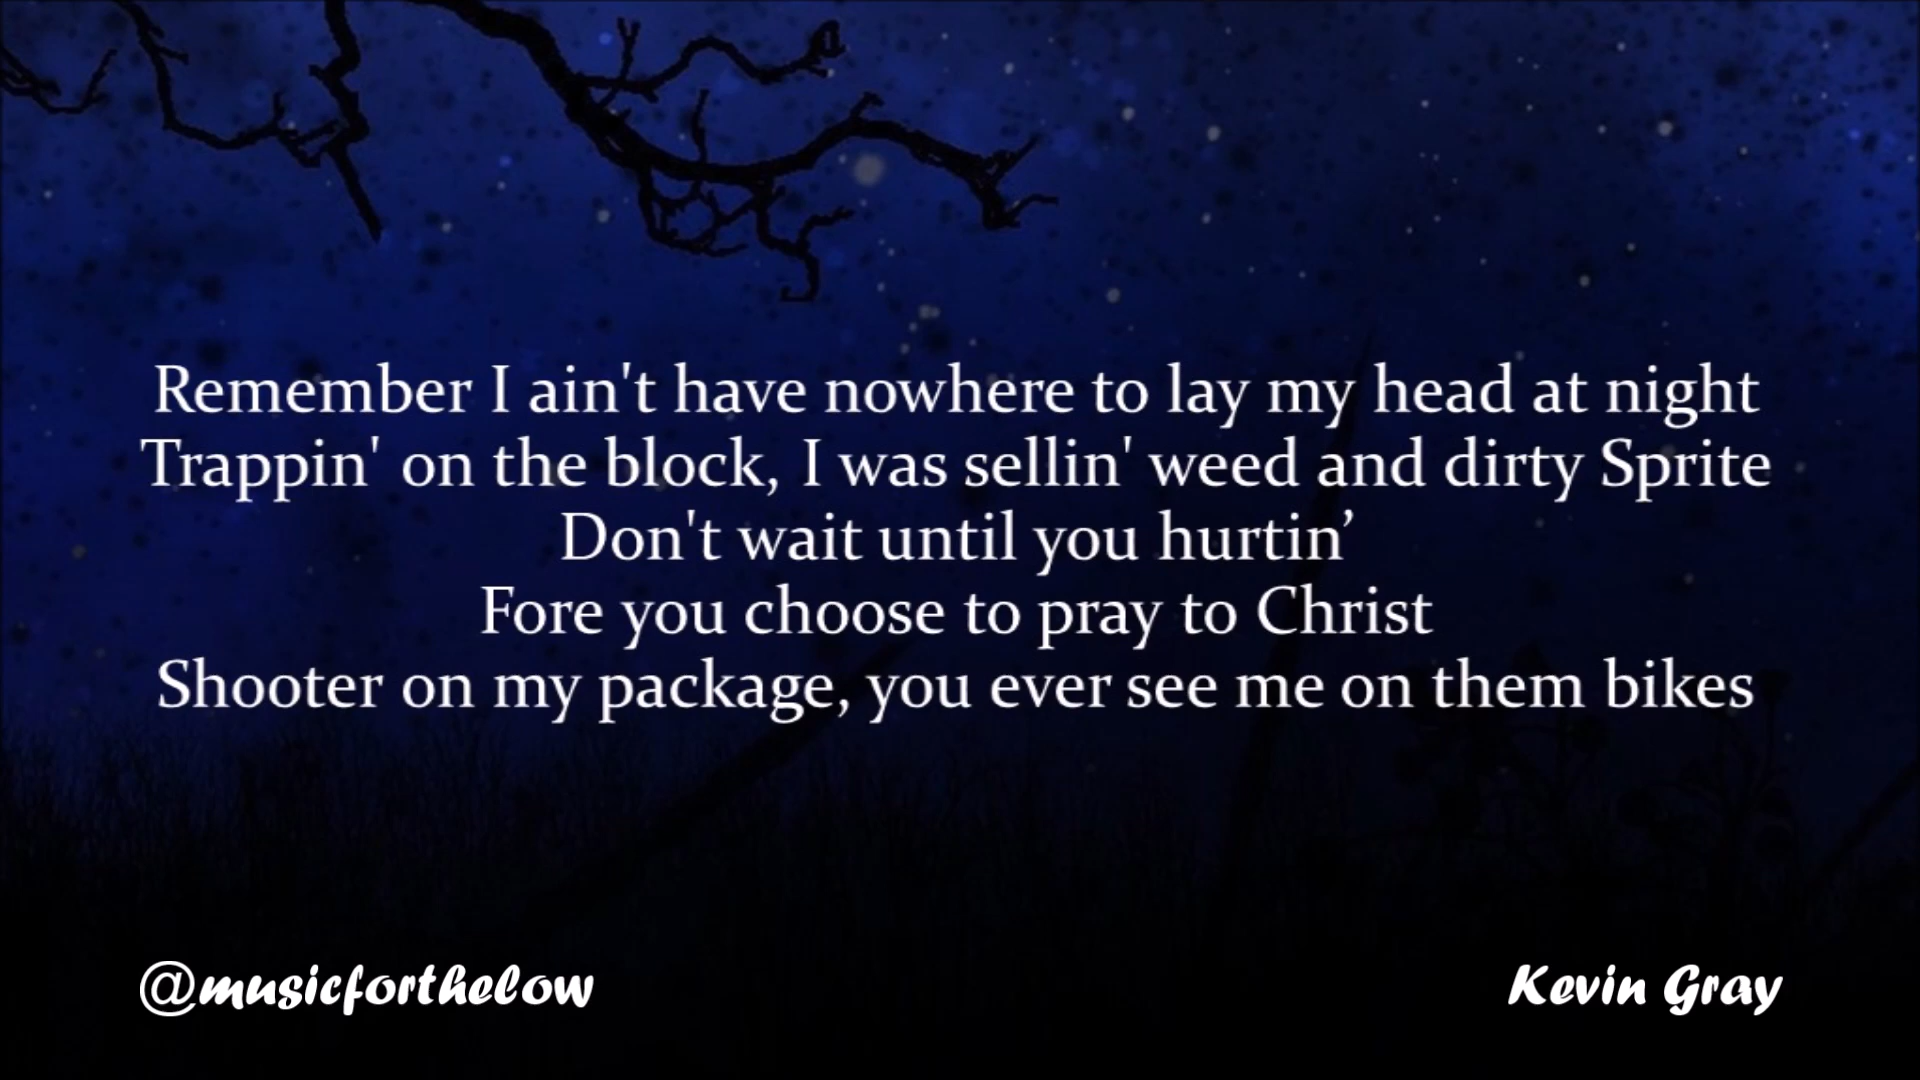 Remember I ain't have nowhere to lay my head at night
Trappin' on the block, I was sellin' weed and dirty Sprite
Don't wait until you hurtin’
Fore you choose to pray to Christ
Shooter on my package, you ever see me on them bikes
@musicforthelow
Kevin Gray